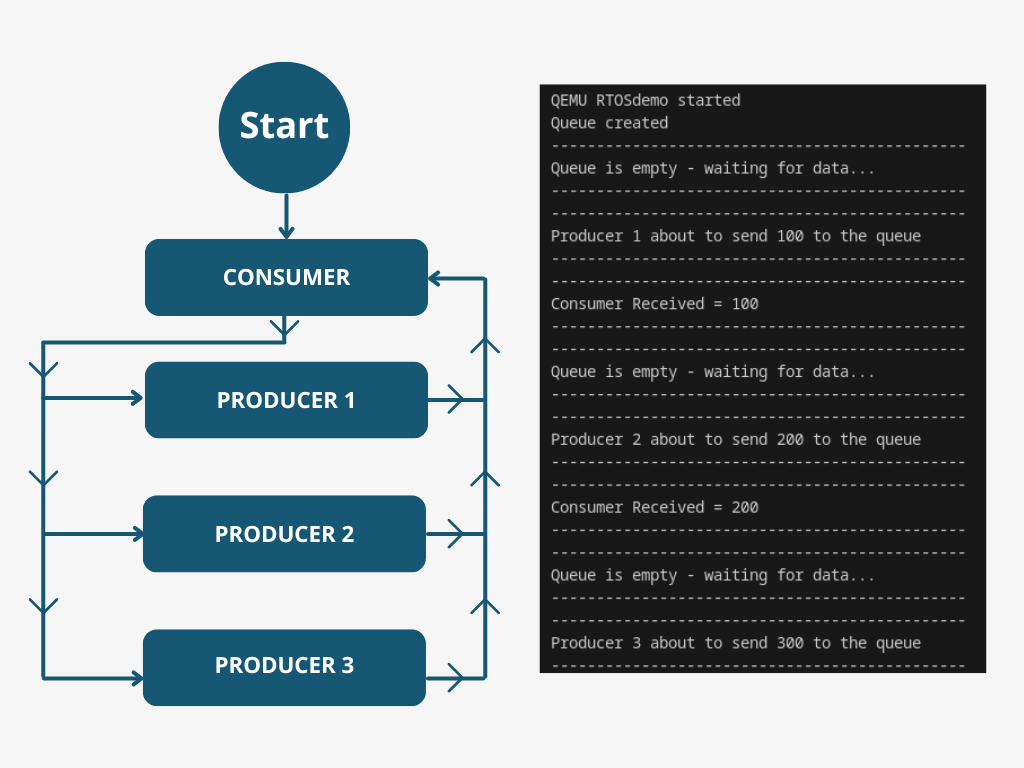 Start
CONSUMER
PRODUCER 1
PRODUCER 2
PRODUCER 3
QEMU RTOSdemo started
Queue created
----------------------------------------------
Queue is empty - waiting for data...
----------------------------------------------
----------------------------------------------
Producer 1 about to send 100 to the queue
----------------------------------------------
----------------------------------------------
Consumer Received = 100
----------------------------------------------
----------------------------------------------
Queue is empty - waiting for data...
----------------------------------------------
----------------------------------------------
Producer 2 about to send 200 to the queue
----------------------------------------------
----------------------------------------------
Consumer Received = 200
----------------------------------------------
----------------------------------------------
Queue is empty - waiting for data...
----------------------------------------------
----------------------------------------------
Producer 3 about to send 300 to the queue
----------------------------------------------